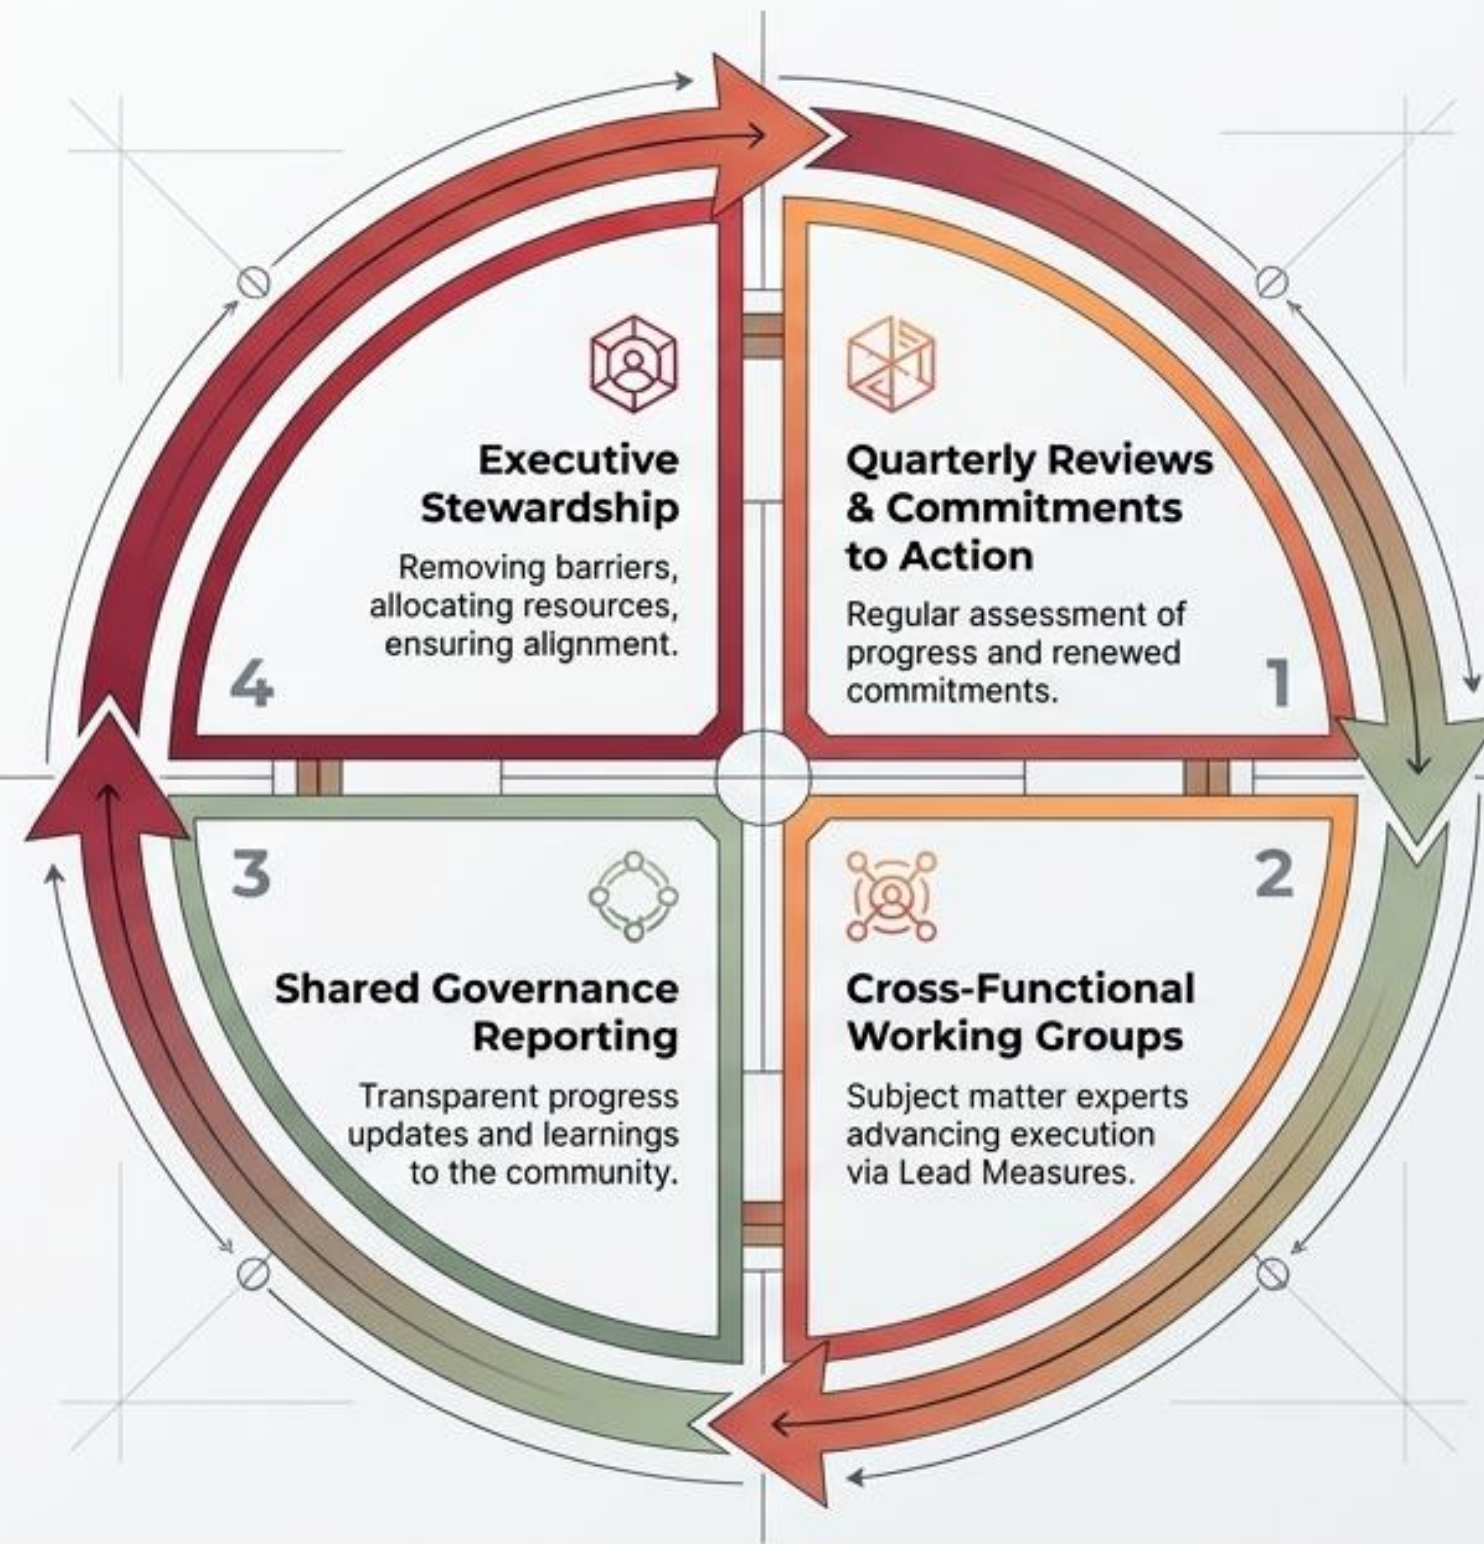 Quarterly Reviews
& Commitments
to Action
Regular assessment of
progress and renewed
commitments.
1
2
Cross-Functional
Working Groups
Subject matter experts
advancing execution
via Lead Measures.
3
Shared Governance
Reporting
Transparent progress
updates and learnings
to the community.
Executive
Stewardship
Removing barriers,
allocating resources,
ensuring alignment.
4